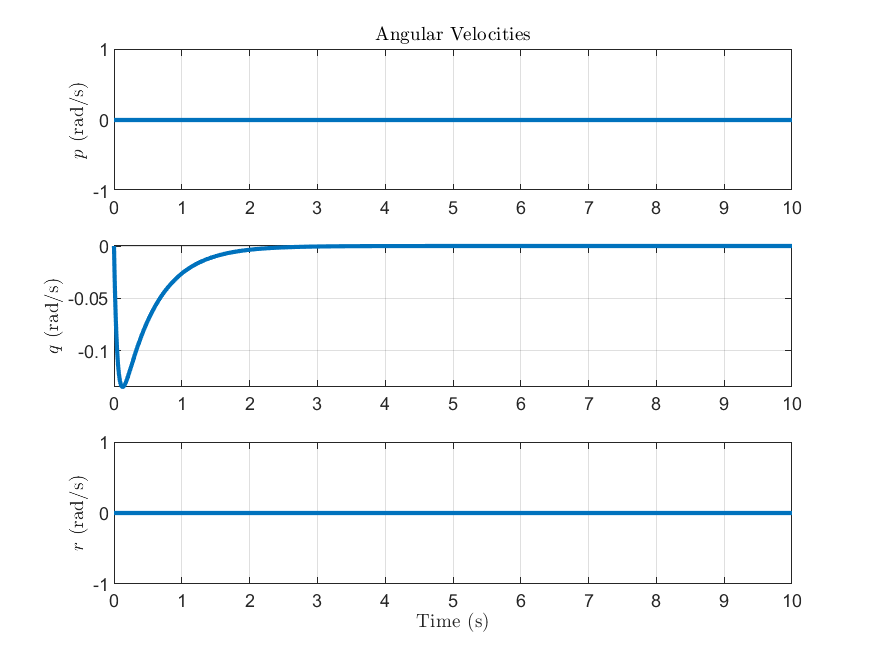 Angular Velocities
1
0
-1
p (rad/s)
0 1 2 3 4 5 6 7 8 9 10
0
-0.05
-0.1
q (rad/s)
0 1 2 3 4 5 6 7 8 9 10
1
0
-1
r (rad/s)
0 1 2 3 4 5 6 7 8 9 10
Time (s)